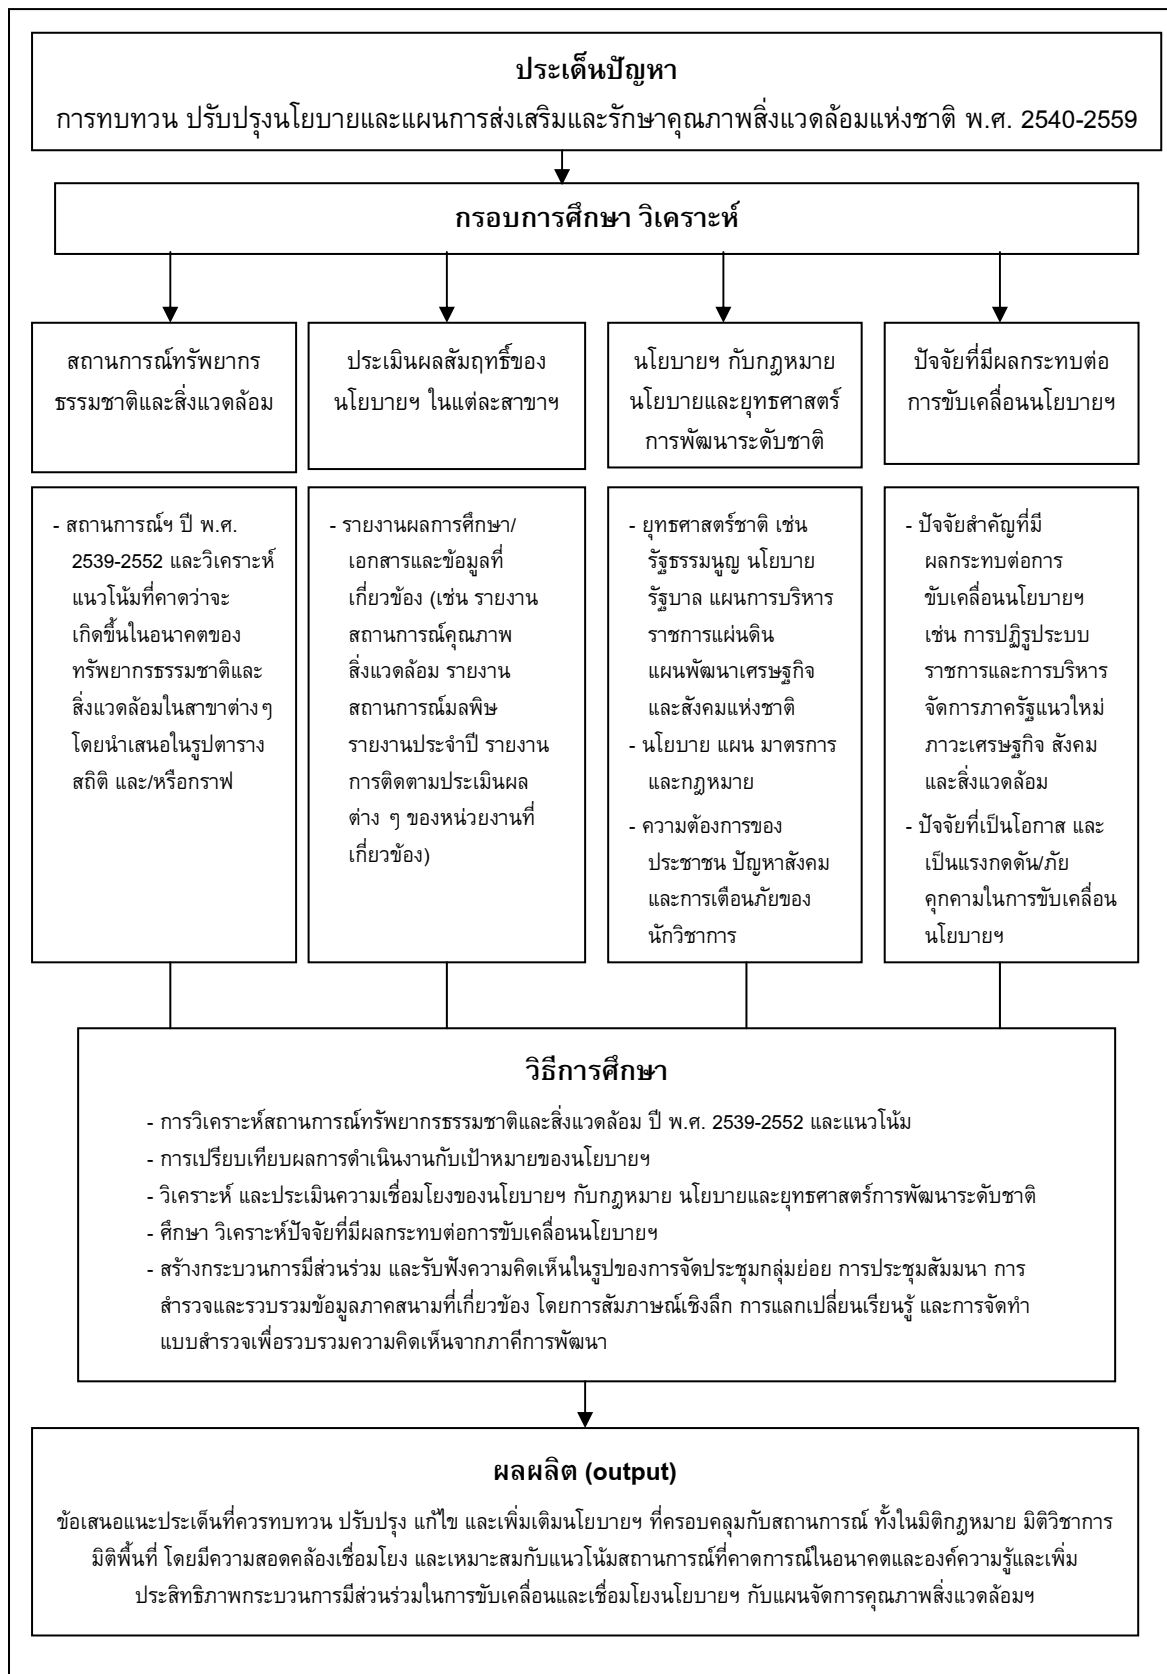 ประเด็นปัญหา
การทบทวน ปรับปรุงนโยบายและแผนการส่งเสริมและรักษาคุณภาพสิ่งแวดล้อมแห่งชาติ พ.ศ. 2540-2559
กรอบการศึกษา วิเคราะห์
สถานการณ์ทรัพยากร
ธรรมชาติและสิ่งแวดล้อม
ประเมินผลสัมฤทธิ์ของ
นโยบายฯ ในแต่ละสาขาฯ
นโยบายฯ กับกฎหมาย
นโยบายและยุทธศาสตร์
การพัฒนาระดับชาติ
ปัจจัยที่มีผลกระทบต่อ
การขับเคลื่อนนโยบายฯ
- สถานการณ์ฯ ปี พ.ศ.
2539-2552 และวิเคราะห์
แนวโน้มที่คาดว่าจะ
เกิดขึ้นในอนาคตของ
ทรัพยากรธรรมชาติและ
สิ่งแวดล้อมในสาขาต่างๆ
โดยนำเสนอในรูปตาราง
สถิติ และ/หรือกราฟ
- รายงานผลการศึกษา/
เอกสารและข้อมูลที่
เกี่ยวข้อง (เช่น รายงาน
สถานการณ์คุณภาพ
สิ่งแวดล้อม รายงาน
สถานการณ์มลพิษ
รายงานประจำปี รายงาน
การติดตามประเมินผล
ต่าง ๆ ของหน่วยงานที่
เกี่ยวข้อง)
- ยุทธศาสตร์ชาติ เช่น
รัฐธรรมนูญ นโยบาย
รัฐบาล แผนการบริหาร
ราชการแผ่นดิน
แผนพัฒนาเศรษฐกิจ
และสังคมแห่งชาติ
- นโยบาย แผน มาตรการ
และกฎหมาย
- ความต้องการของ
ประชาชน ปัญหาสังคม
และการเตือนภัยของ
นักวิชาการ
- ปัจจัยสำคัญที่มี
ผลกระทบต่อการ
ขับเคลื่อนนโยบายฯ
เช่น การปฏิรูประบบ
ราชการและการบริหาร
จัดการภาครัฐแนวใหม่
ภาวะเศรษฐกิจ สังคม
และสิ่งแวดล้อม
- ปัจจัยที่เป็นโอกาส และ
เป็นแรงกดดัน/ภัย
คุกคามในการขับเคลื่อน
นโยบายฯ
วิธีการศึกษา
- การวิเคราะห์สถานการณ์ทรัพยากรธรรมชาติและสิ่งแวดล้อม ปี พ.ศ. 2539-2552 และแนวโน้ม
- การเปรียบเทียบผลการดำเนินงานกับเป้าหมายของนโยบายฯ
- วิเคราะห์ และประเมินความเชื่อมโยงของนโยบายฯ กับกฎหมาย นโยบายและยุทธศาสตร์การพัฒนาระดับชาติ
- ศึกษา วิเคราะห์ปัจจัยที่มีผลกระทบต่อการขับเคลื่อนนโยบายฯ
- สร้างกระบวนการมีส่วนร่วม และรับฟังความคิดเห็นในรูปของการจัดประชุมกลุ่มย่อย การประชุมสัมมนา การ
สำรวจและรวบรวมข้อมูลภาคสนามที่เกี่ยวข้อง โดยการสัมภาษณ์เชิงลึก การแลกเปลี่ยนเรียนรู้ และการจัดทำ
แบบสำรวจเพื่อรวบรวมความคิดเห็นจากภาคีการพัฒนา
ผลผลิต (output)
ข้อเสนอแนะประเด็นที่ควรทบทวน ปรับปรุง แก้ไข และเพิ่มเติมนโยบายฯ ที่ครอบคลุมกับสถานการณ์ ทั้งในมิติกฎหมาย มิติวิชาการ
มิติพื้นที่ โดยมีความสอดคล้องเชื่อมโยง และเหมาะสมกับแนวโน้มสถานการณ์ที่คาดการณ์ในอนาคตและองค์ความรู้และเพิ่ม
ประสิทธิภาพกระบวนการมีส่วนร่วมในการขับเคลื่อนและเชื่อมโยงนโยบายฯ กับแผนจัดการคุณภาพสิ่งแวดล้อมฯ